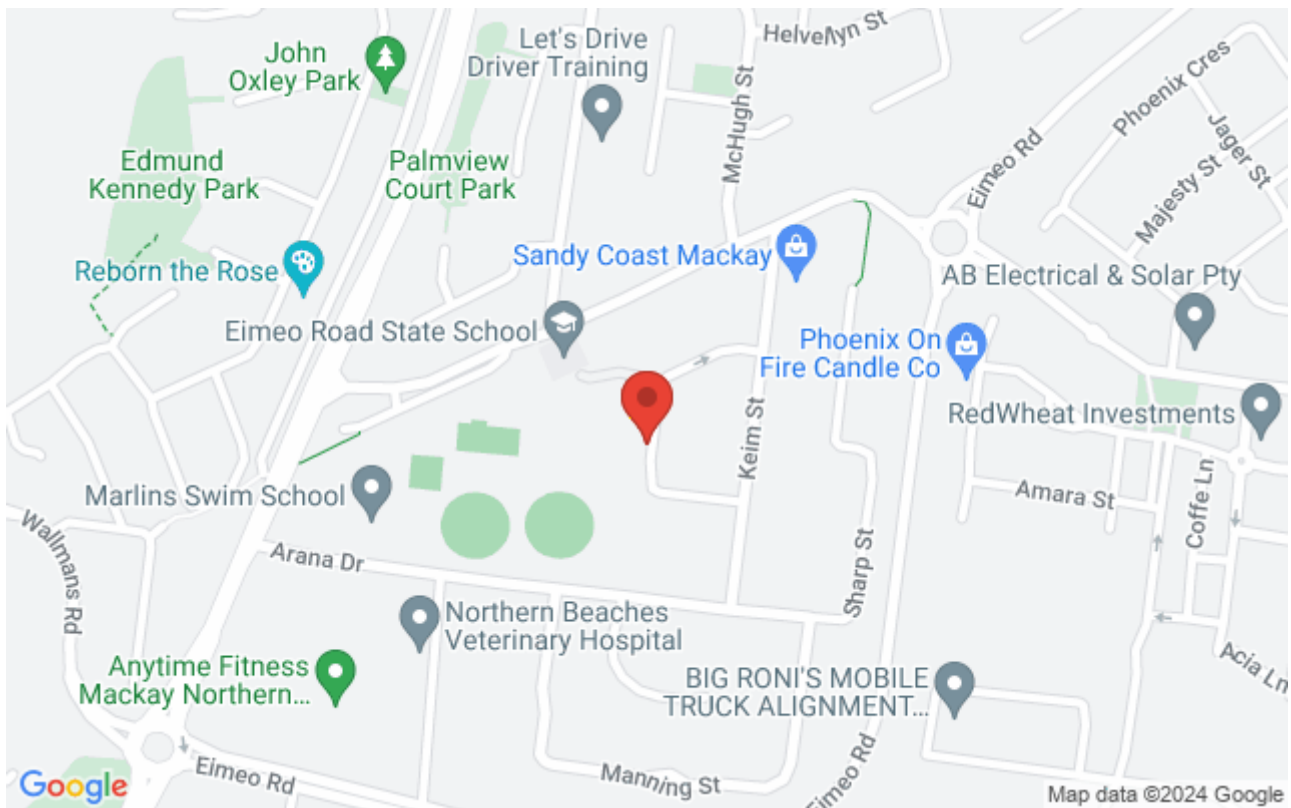 Helvellyn St
Let's Drive
Driver Training
John
Oxley Park
McHugh St
Phoenix Cres
Jager St
Eimeo Rd
Majesty St
Edmund
Kennedy Park
Palmview
Court Park
Sandy Coast Mackay
Reborn the Rose
AB Electrical & Solar Pty
Eimeo Road State School
Phoenix On
Fire Candle Co
RedWheat Investments
Keim St
Marlins Swim School
Amara St
Coffe Ln
Wallmans Rd
Arana Dr
Sharp St
Northern Beaches
Veterinary Hospital
Anytime Fitness
Mackay Northern...
BIG RONI'S MOBILE
TRUCK ALIGNMENT...
Acia Ln
Eimeo Rd
Manning St
Eimeo Rd
Google
Map data ©2024 Google